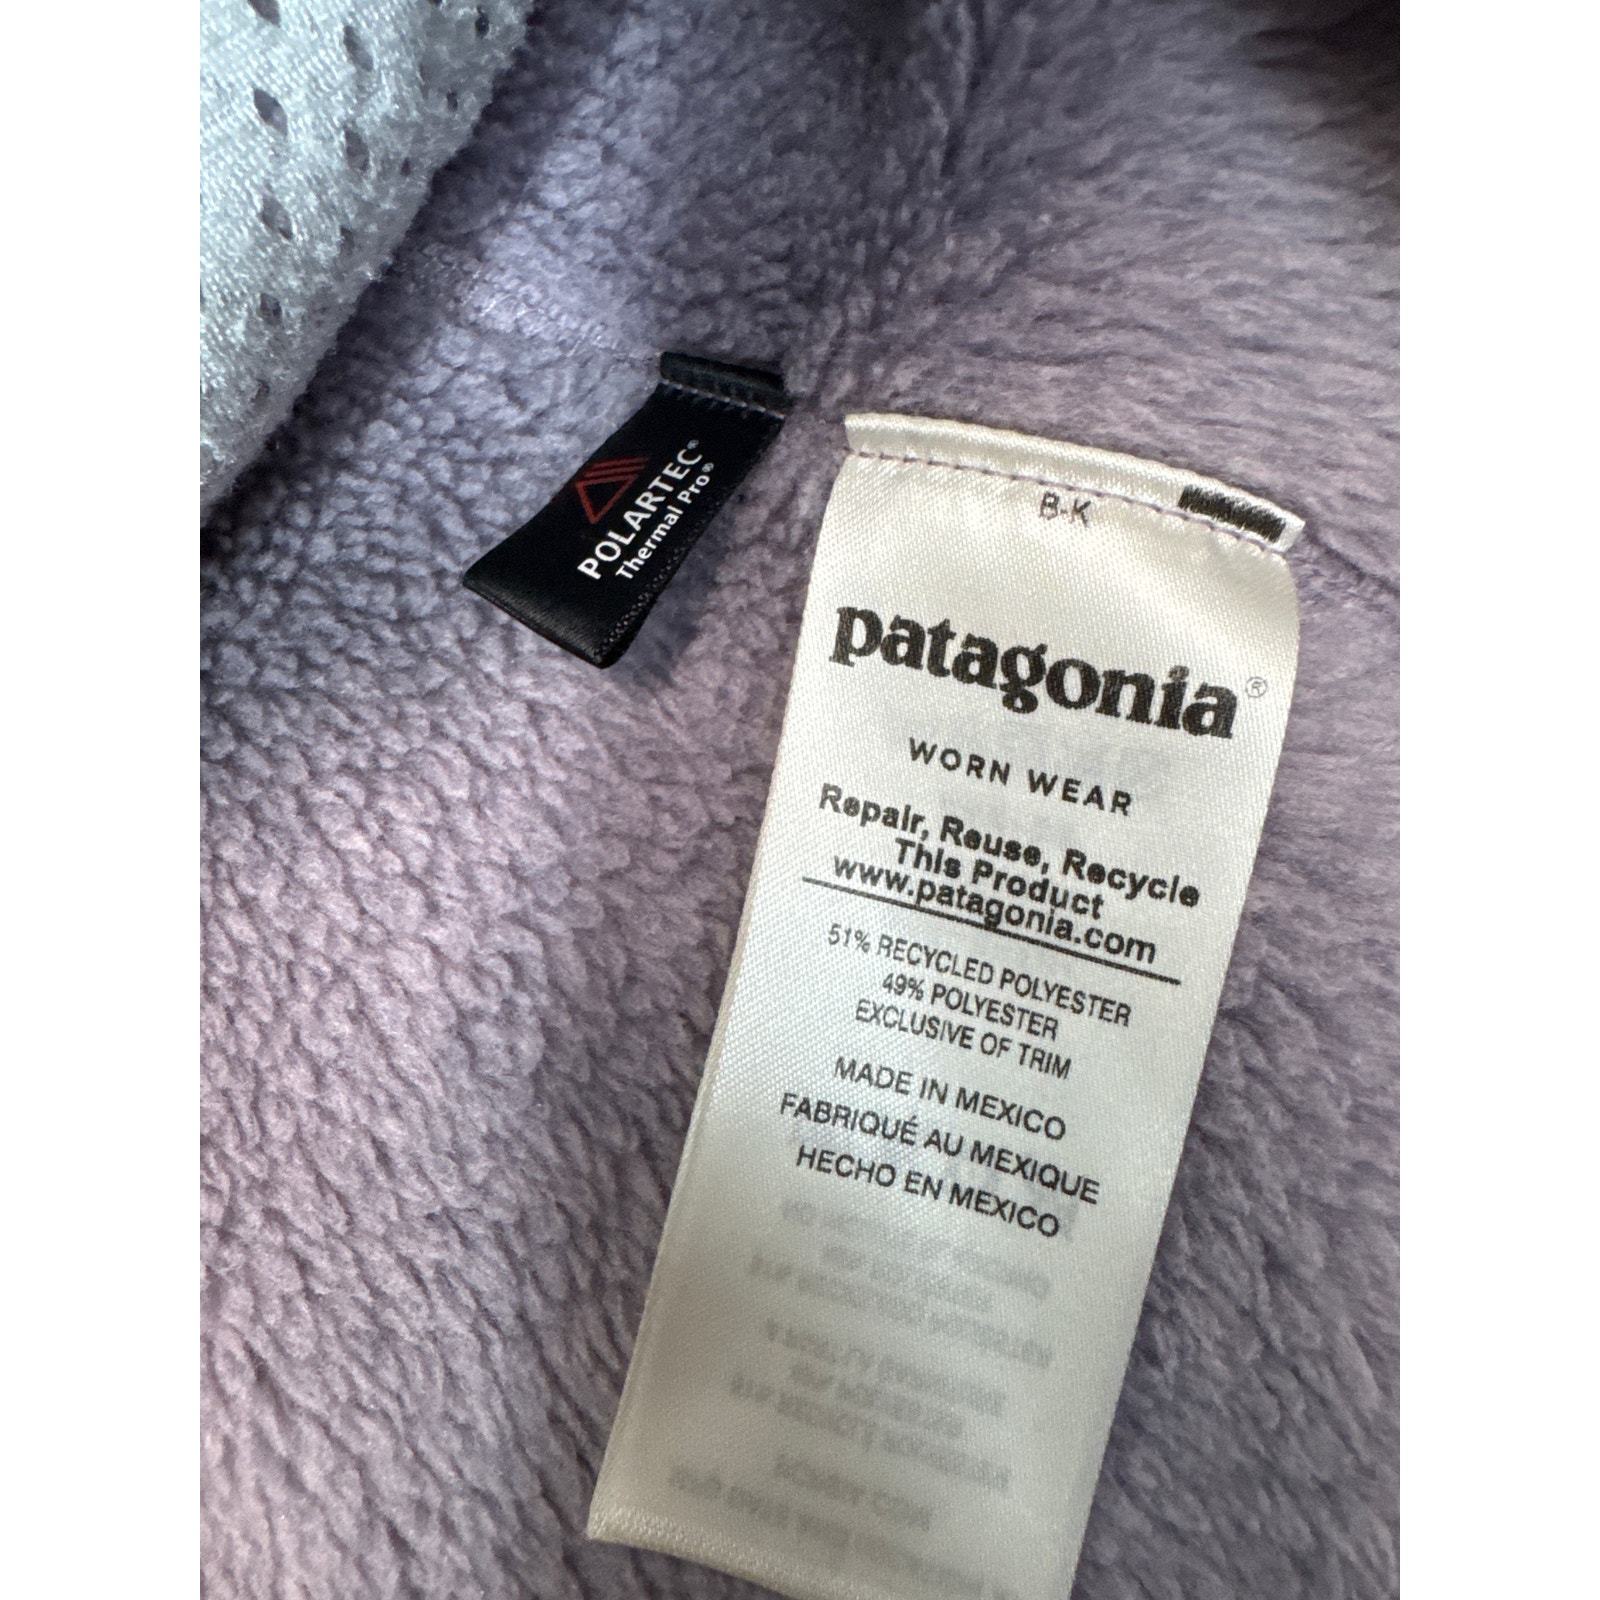 POLARTEC®
Thermal Pro®
B-K
patagonia®
WORN WEAR
Repair, Reuse, Recycle
This Product
www.patagonia.com
51% RECYCLED POLYESTER
49% POLYESTER
EXCLUSIVE OF TRIM
MADE IN MEXICO
FABRIQUÉ AU MEXIQUE
HECHO EN MEXICO